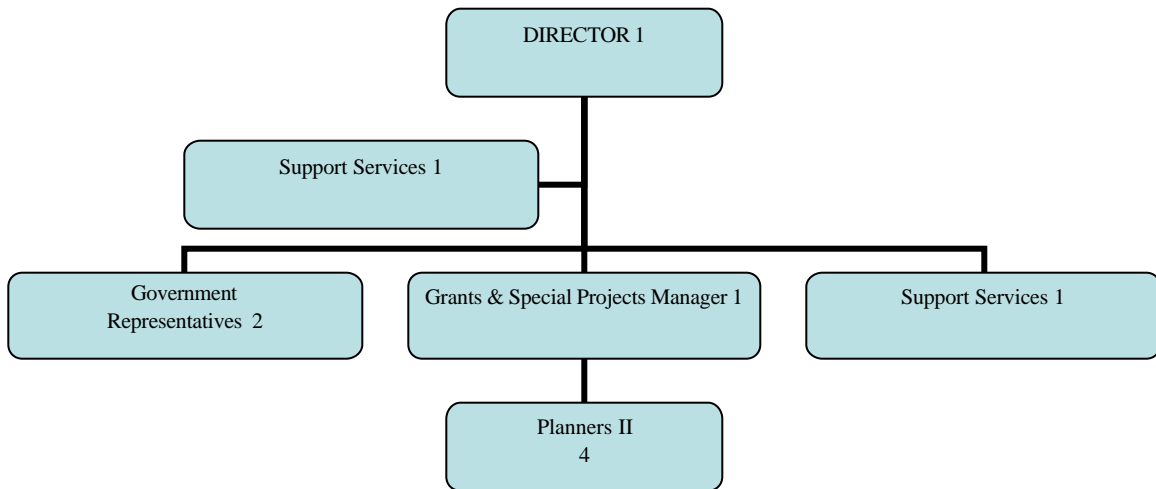 DIRECTOR 1
Support Services 1
Government
Representatives 2
Grants & Special Projects Manager 1
Support Services 1
Planners II
4